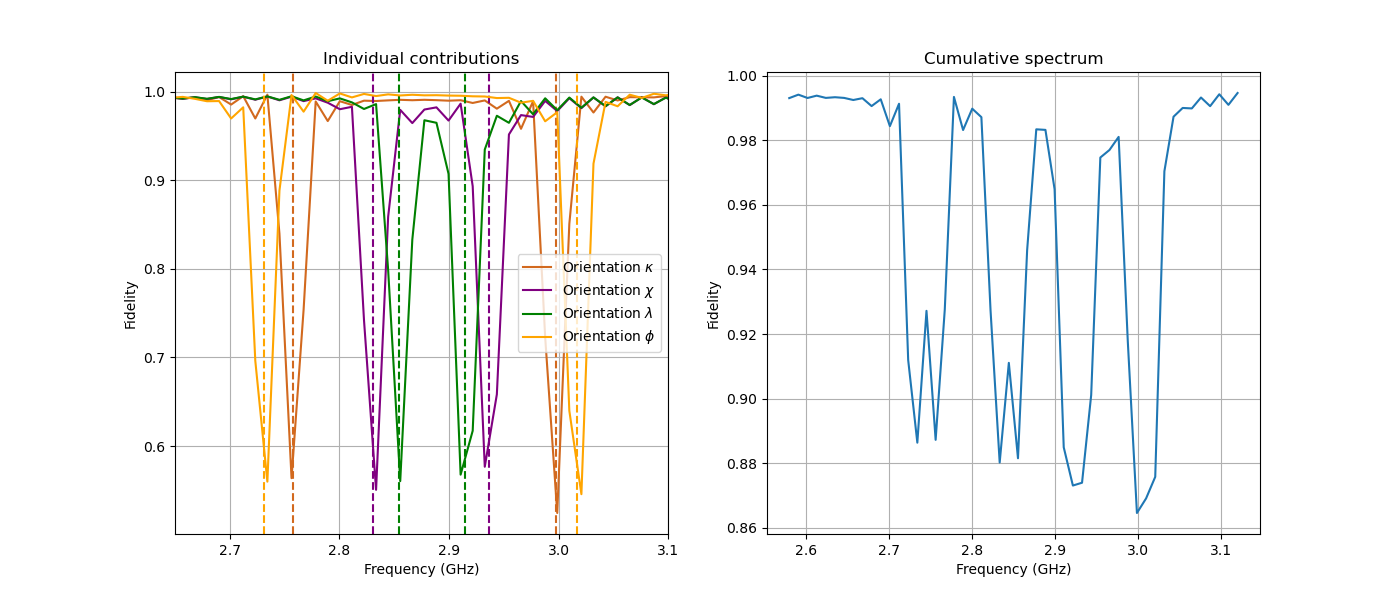 Individual contributions
1.0
0.9
0.8
0.7
0.6
Fidelity
2.7 2.8 2.9 3.0 3.1
Frequency (GHz)
Orientation κ
Orientation χ
Orientation λ
Orientation ϕ
Cumulative spectrum
1.00
0.98
0.96
0.94
0.92
0.90
0.88
0.86
Fidelity
2.6 2.7 2.8 2.9 3.0 3.1
Frequency (GHz)